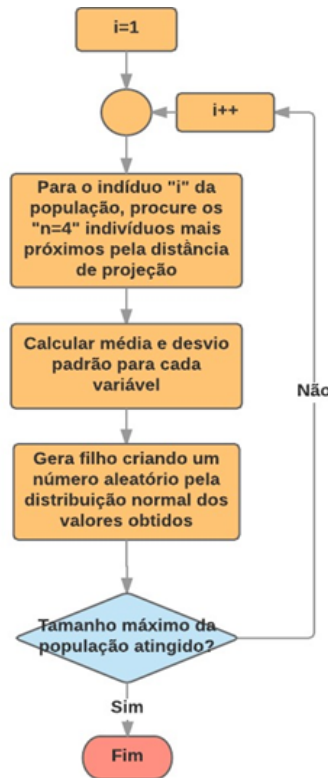 i=1
i++
Para o indíduo "i" da
população, procure os
"n=4" indivíduos mais
próximos pela distância
de projeção
Calcular média e desvio
padrão para cada
variável
Não
Gera filho criando um
número aleatório pela
distribuição normal dos
valores obtidos
Tamanho máximo da
população atingido?
Sim
Fim